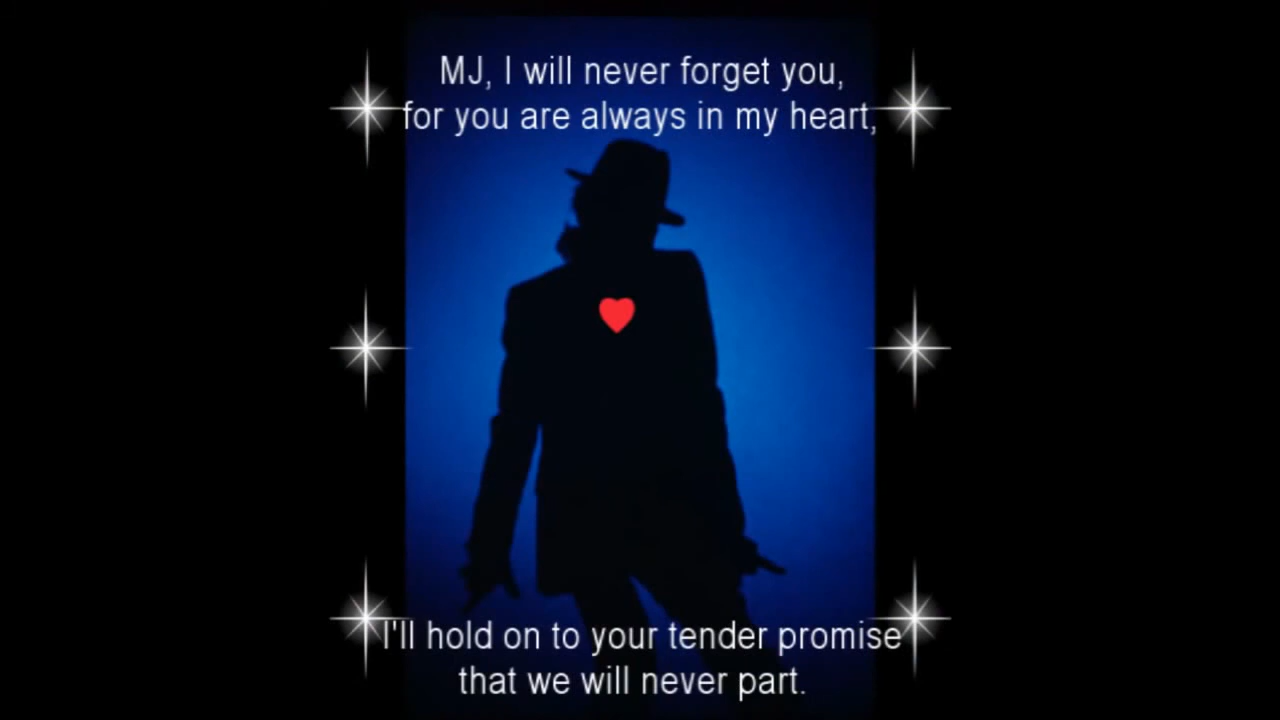 MJ, I will never forget you,
for you are always in my heart,
I'll hold on to your tender promise
that we will never part.